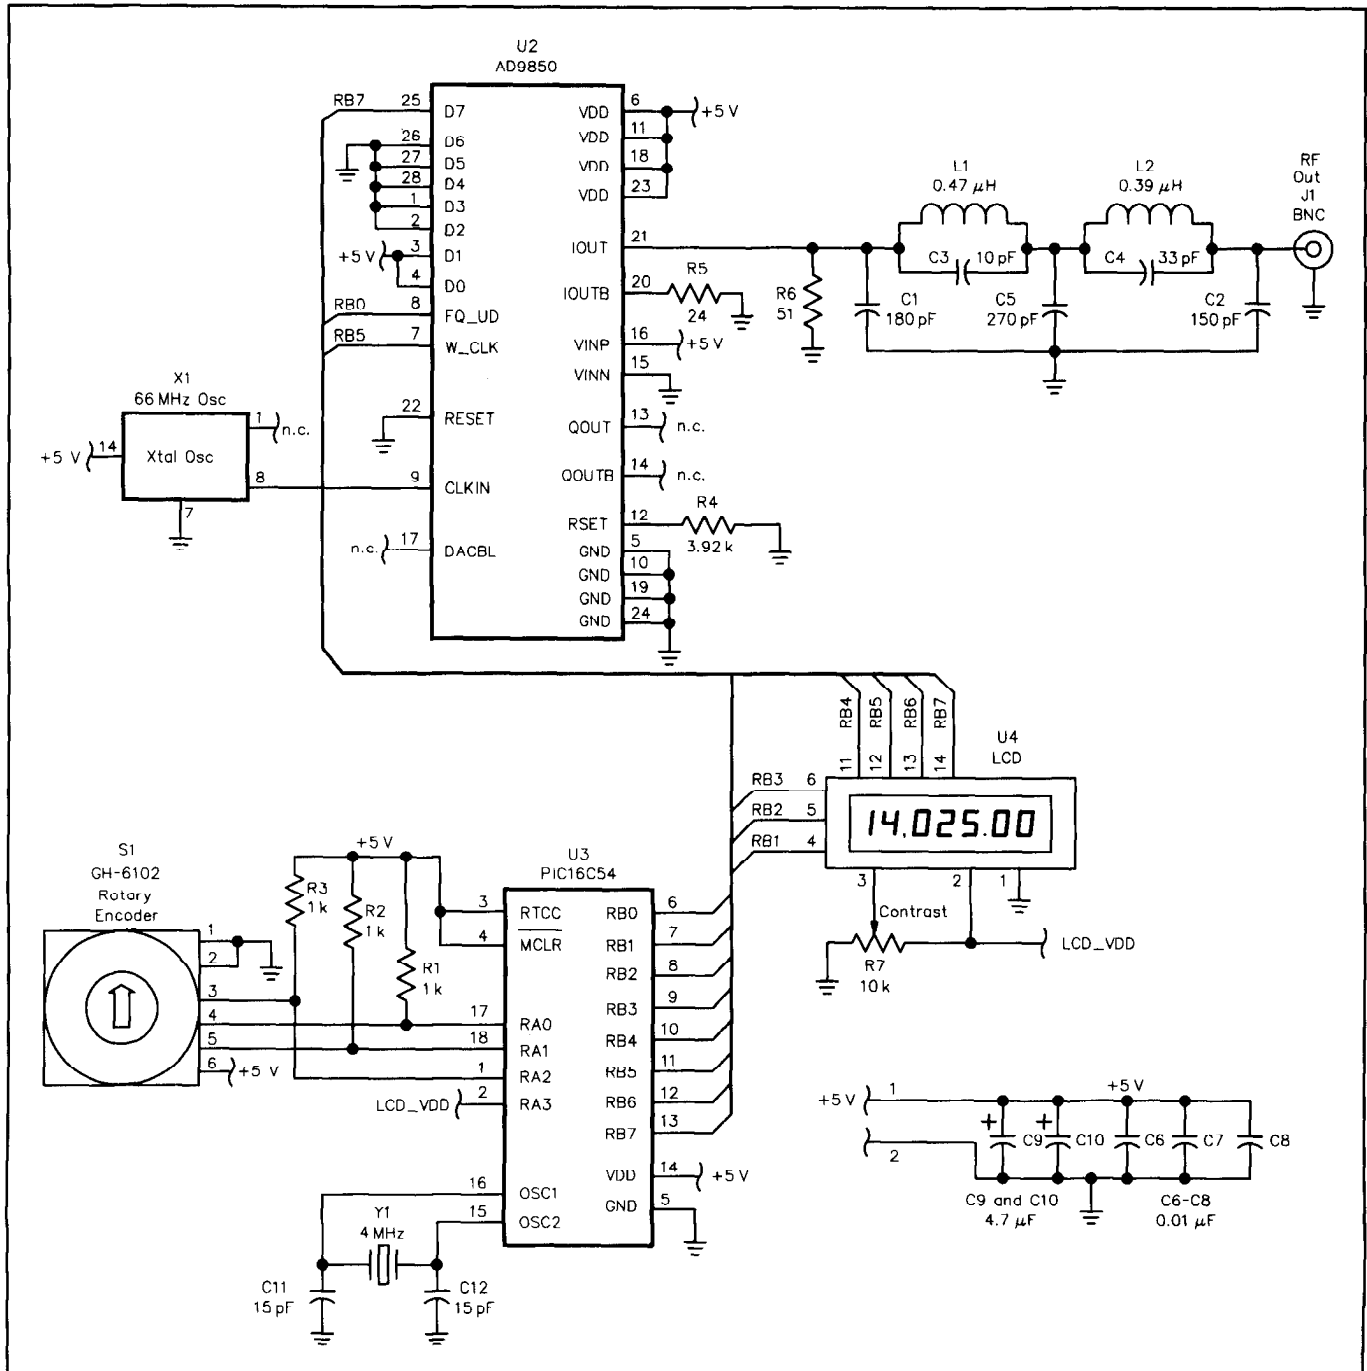 U2
AD9850
RB7 25 D7
26 D6
27 D5
28 D4
1 D3
2 D2
+5 V 3 D1
4 D0
RB0 8 FQ_UD
RB5 7 W_CLK
22 RESET
9 CLKIN
n.c. 17 DACBL
VDD 6 +5 V
VDD 11
VDD 18
VDD 23
IOUT 21
IOUTB 20
R5
24
VINP 16 +5 V
VINN 15
QOUT 13 n.c.
QOUTB 14 n.c.
RSET 12
R4
3.92 k
GND 5
GND 10
GND 19
GND 24
X1
66 MHz Osc
Xtal Osc
+5 V 14
1 n.c.
8
7
R6
51
C1
180 pF
L1
0.47 µH
C3 10 pF
C5
270 pF
L2
0.39 µH
C4 33 pF
C2
150 pF
RF
Out
J1
BNC
RB4
RB5
RB6
RB7
11
12
13
14
U4
LCD
RB3 6
RB2 5
RB1 4
14.025.00
3
2
1
Contrast
R7
10 k
LCD_VDD
S1
GH-6102
Rotary
Encoder
1
2
3
4
5
6 +5 V
+5 V
R3
1 k
R2
1 k
R1
1 k
U3
PIC16C54
3 RTCC
4 MCLR
17 RA0
18 RA1
1 RA2
LCD_VDD 2 RA3
16 OSC1
15 OSC2
RB0 6
RB1 7
RB2 8
RB3 9
RB4 10
RB5 11
RB6 12
RB7 13
VDD 14 +5 V
GND 5
Y1
4 MHz
C11
15 pF
C12
15 pF
+5 V 1
2
+5 V
+ C9
+ C10
C6
C7
C8
C9 and C10
4.7 µF
C6-C8
0.01 µF